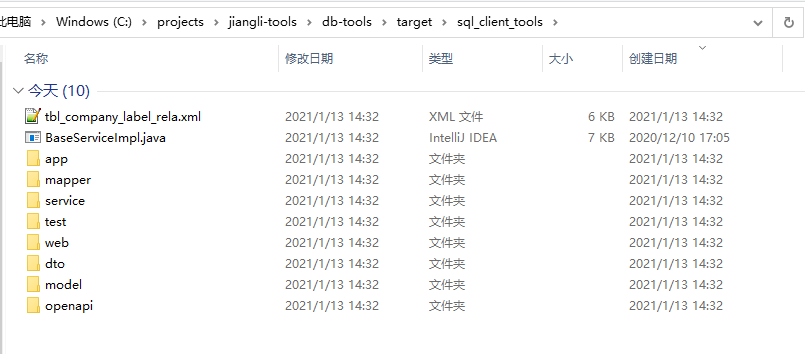 此电脑 > Windows (C:) > projects > jiangli-tools > db-tools > target > sql_client_tools >
名称 修改日期 类型 大小 创建日期
今天 (10)
tbl_company_label_rela.xml 2021/1/13 14:32 XML 文件 6 KB 2021/1/13 14:32
BaseServiceImpl.java 2021/1/13 14:32 IntelliJ IDEA 7 KB 2020/12/10 17:05
app 2021/1/13 14:32 文件夹 2021/1/13 14:32
mapper 2021/1/13 14:32 文件夹 2021/1/13 14:32
service 2021/1/13 14:32 文件夹 2021/1/13 14:32
test 2021/1/13 14:32 文件夹 2021/1/13 14:32
web 2021/1/13 14:32 文件夹 2021/1/13 14:32
dto 2021/1/13 14:32 文件夹 2021/1/13 14:32
model 2021/1/13 14:32 文件夹 2021/1/13 14:32
openapi 2021/1/13 14:32 文件夹 2021/1/13 14:32